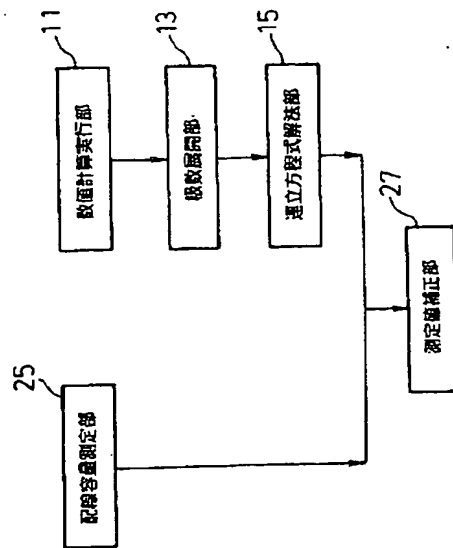 11
数値計算実行部
13
級数展開部
15
連立方程式解法部
25
配線容量測定部
27
測定値補正部